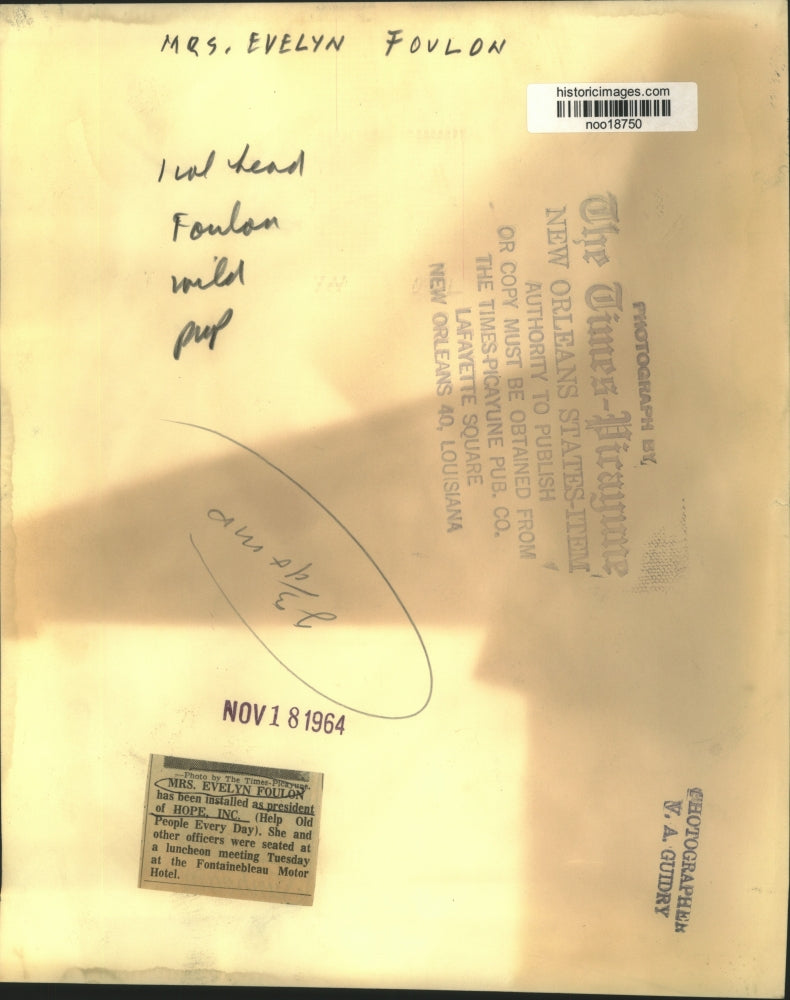 MRS. EVELYN FOULON
historicimages.com
noo18750
1 col head
Foulon
mild
pup
PHOTOGRAPH BY
The Times-Picayune
NEW ORLEANS STATES-ITEM
AUTHORITY TO PUBLISH
OR COPY MUST BE OBTAINED FROM
THE TIMES-PICAYUNE PUB. CO.
LAFAYETTE SQUARE
NEW ORLEANS 40, LOUISIANA
NOV 18 1964
—Photo by The Times-Picayune.
MRS. EVELYN FOULON
has been installed as president
of HOPE, INC. (Help Old
People Every Day). She and
other officers were seated at
a luncheon meeting Tuesday
at the Fontainebleau Motor
Hotel.
PHOTOGRAPHER
V. A. GUIDRY